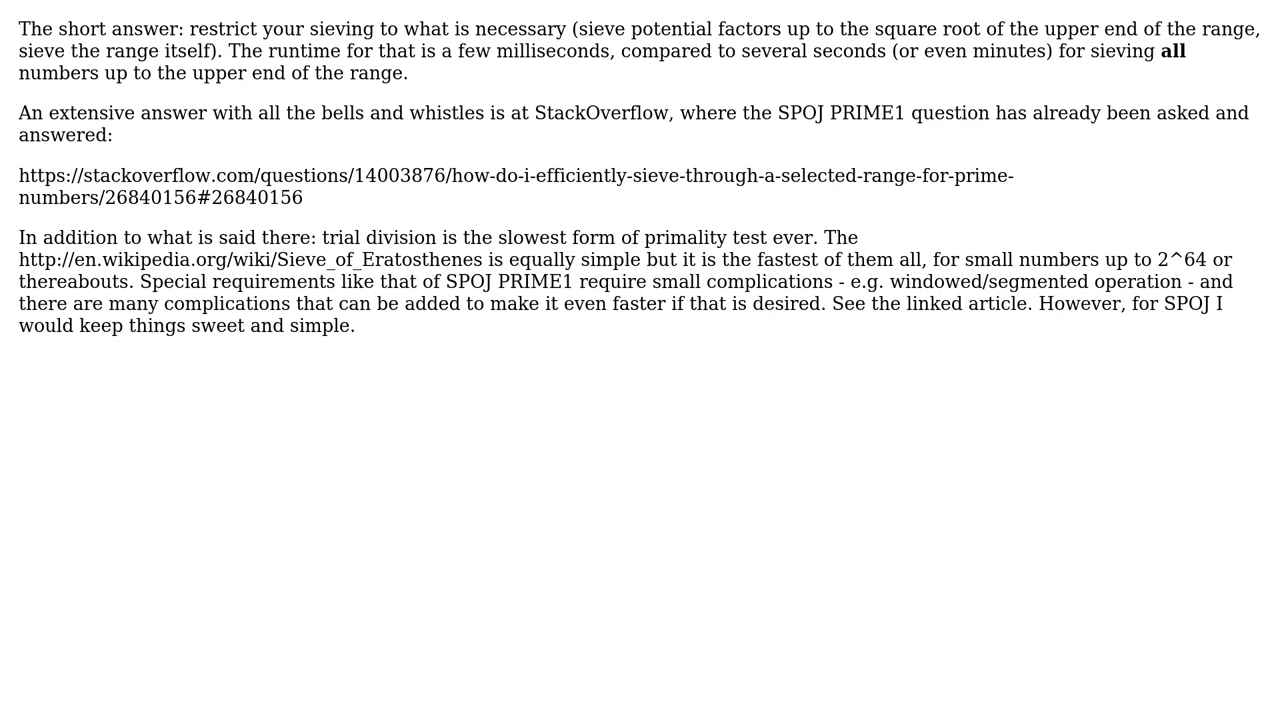 The short answer: restrict your sieving to what is necessary (sieve potential factors up to the square root of the upper end of the range,
sieve the range itself). The runtime for that is a few milliseconds, compared to several seconds (or even minutes) for sieving all
numbers up to the upper end of the range.
An extensive answer with all the bells and whistles is at StackOverflow, where the SPOJ PRIME1 question has already been asked and
answered:
https://stackoverflow.com/questions/14003876/how-do-i-efficiently-sieve-through-a-selected-range-for-prime-
numbers/26840156#26840156
In addition to what is said there: trial division is the slowest form of primality test ever. The
http://en.wikipedia.org/wiki/Sieve_of_Eratosthenes is equally simple but it is the fastest of them all, for small numbers up to 2^64 or
thereabouts. Special requirements like that of SPOJ PRIME1 require small complications - e.g. windowed/segmented operation - and
there are many complications that can be added to make it even faster if that is desired. See the linked article. However, for SPOJ I
would keep things sweet and simple.